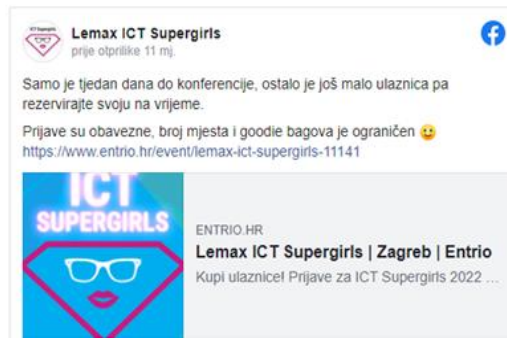 Lemax ICT Supergirls
prije otprilike 11 mj.
Samo je tjedan dana do konferencije, ostalo je još malo ulaznica pa
rezervirajte svoju na vrijeme.
Prijave su obavezne, broj mjesta i goodie bagova je ograničen 😃
https://www.entrio.hr/event/lemax-ict-supergirls-11141
ICT
SUPERGIRLS
ENTRIO.HR
Lemax ICT Supergirls | Zagreb | Entrio
Kupi ulaznice! Prijave za ICT Supergirls 2022 ...